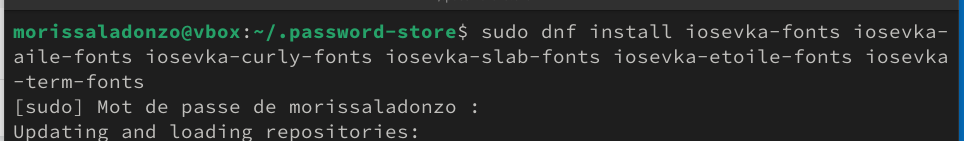 morissaladonzo@vbox:~/.password-store$ sudo dnf install iosevka-fonts iosevka-
aile-fonts iosevka-curly-fonts iosevka-slab-fonts iosevka-etoile-fonts iosevka
-term-fonts
[sudo] Mot de passe de morissaladonzo :
Updating and loading repositories: